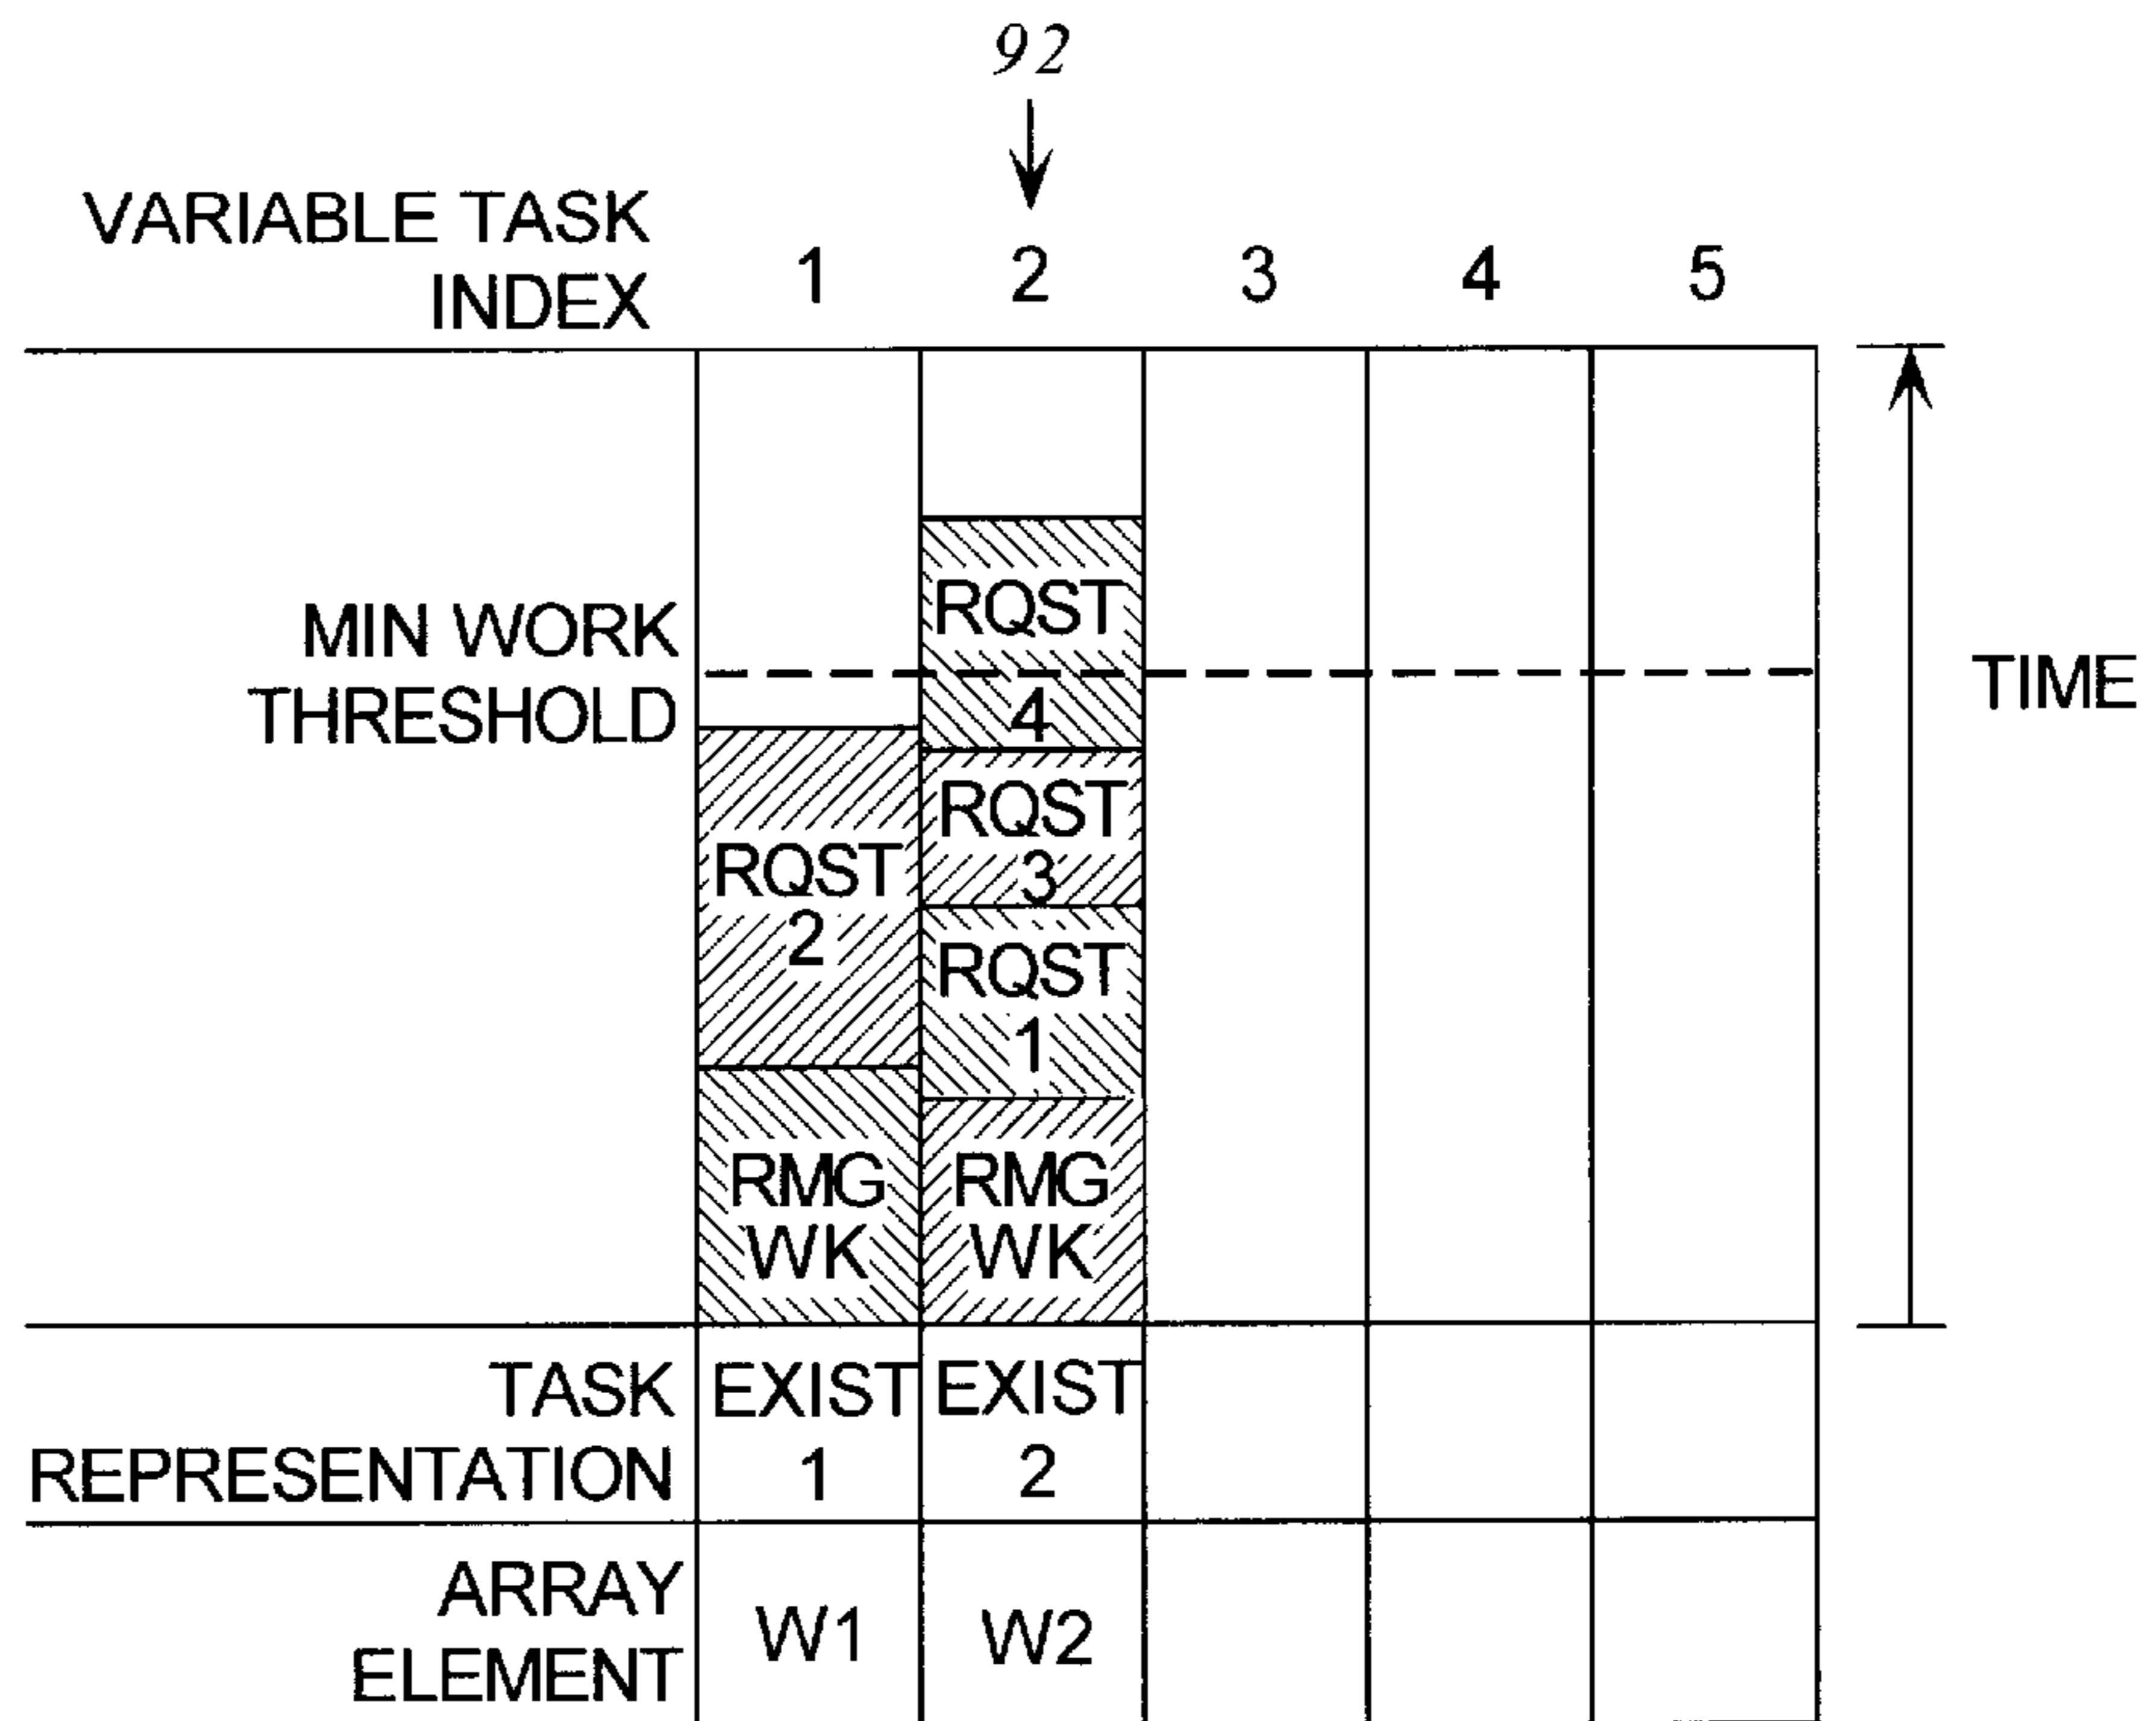 92
VARIABLE TASK
INDEX
1 2 3 4 5
MIN WORK
THRESHOLD
TIME
RQST
4
RQST
3
RQST
2
RQST
1
RMG
WK
RMG
WK
TASK
REPRESENTATION
EXIST
1
EXIST
2
ARRAY
ELEMENT
W1
W2